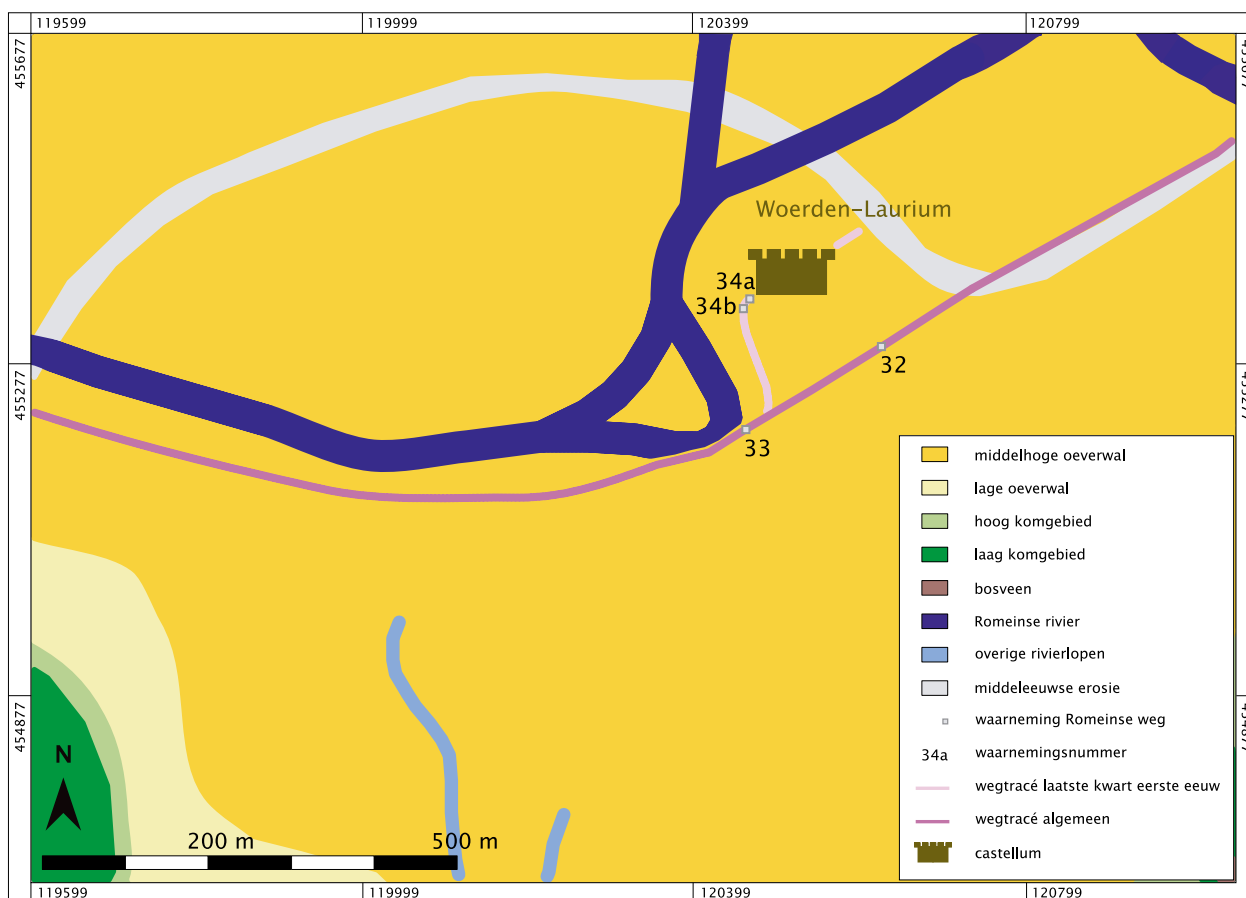 119599 119999 120399 120799
455677
455277
454877
Woerden-Laurium
34a
34b
32
33
N
200 m 500 m
middelhoge oeverwal
lage oeverwal
hoog komgebied
laag komgebied
bosveen
Romeinse rivier
overige rivierlopen
middeleeuwse erosie
waarneming Romeinse weg
34a waarnemingsnummer
wegtracé laatste kwart eerste eeuw
wegtracé algemeen
castellum
119599 119999 120399 120799